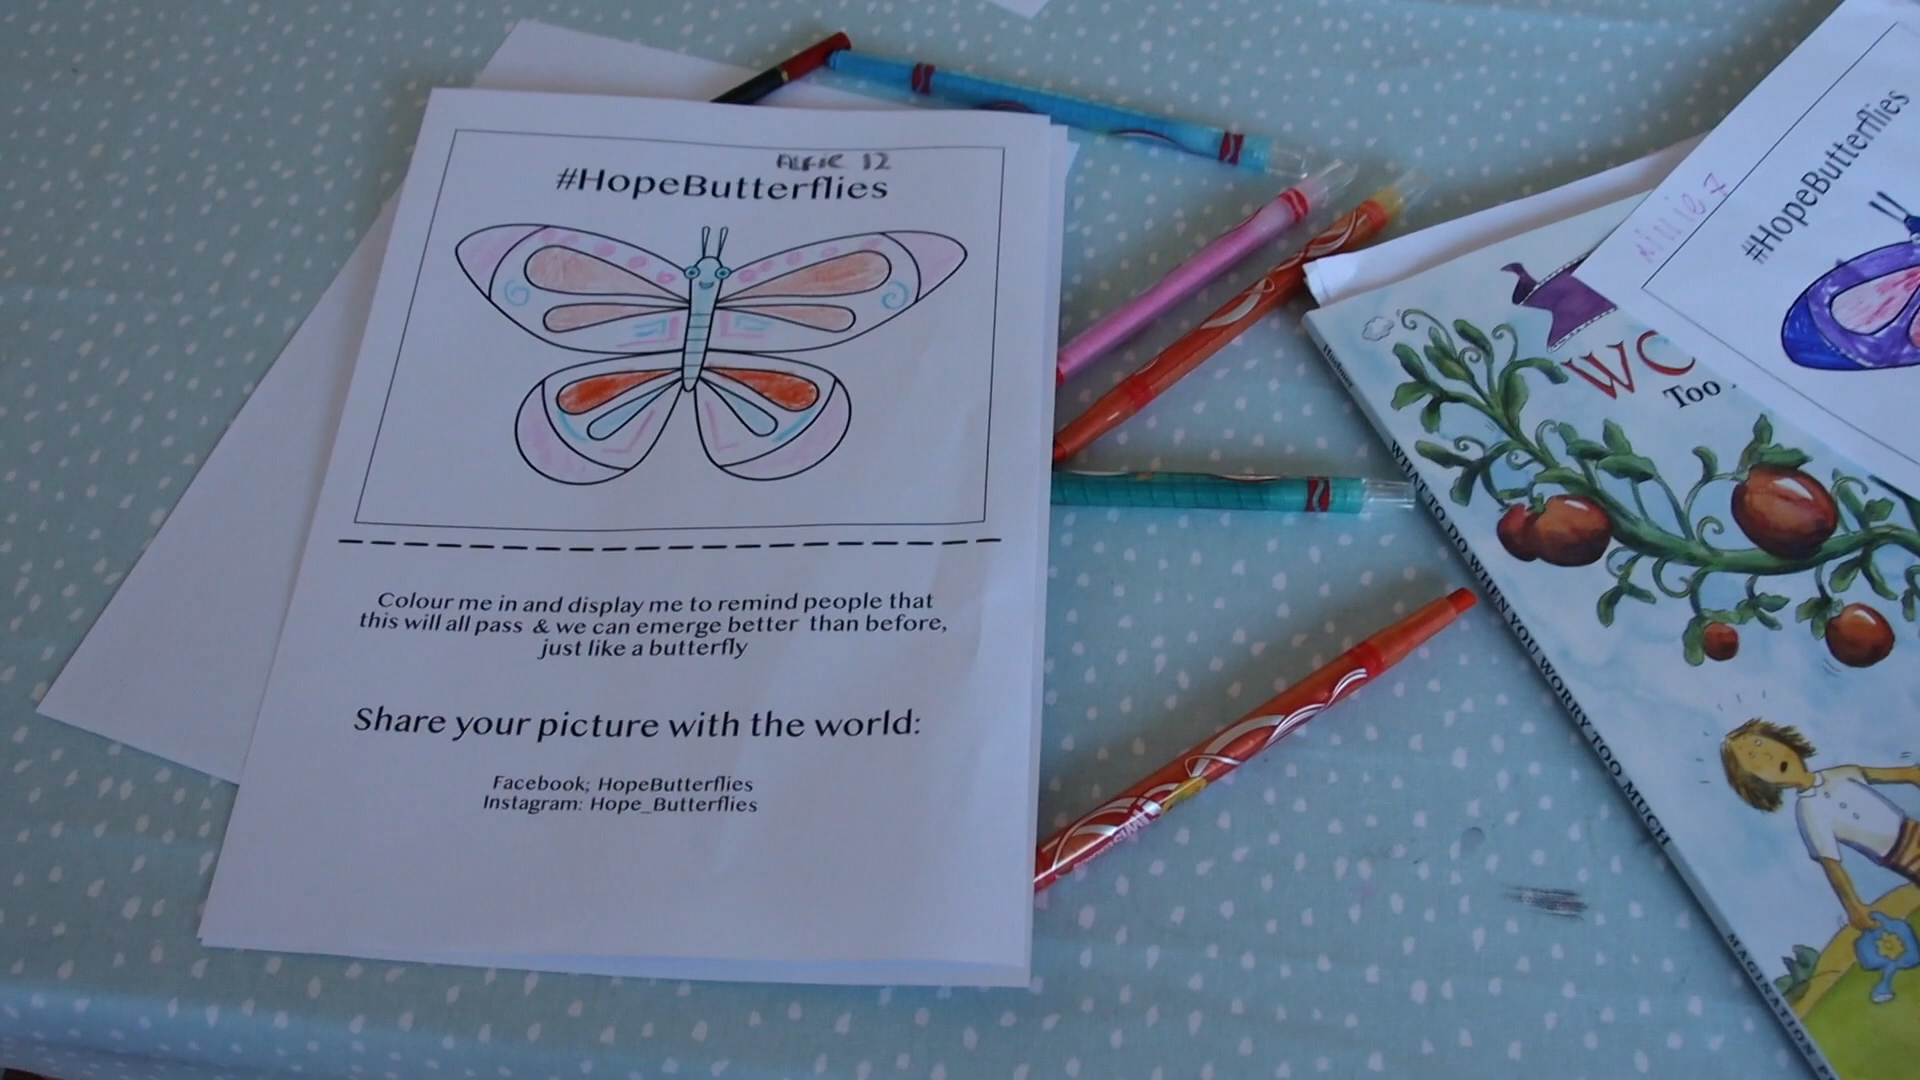 ALFIE 12
#HopeButterflies
Colour me in and display me to remind people that
this will all pass & we can emerge better than before,
just like a butterfly
Share your picture with the world:
Facebook; HopeButterflies
Instagram: Hope_Butterflies
#HopeButterflies
Too
WHAT TO DO WHEN YOU WORRY TOO MUCH
MAGINATION